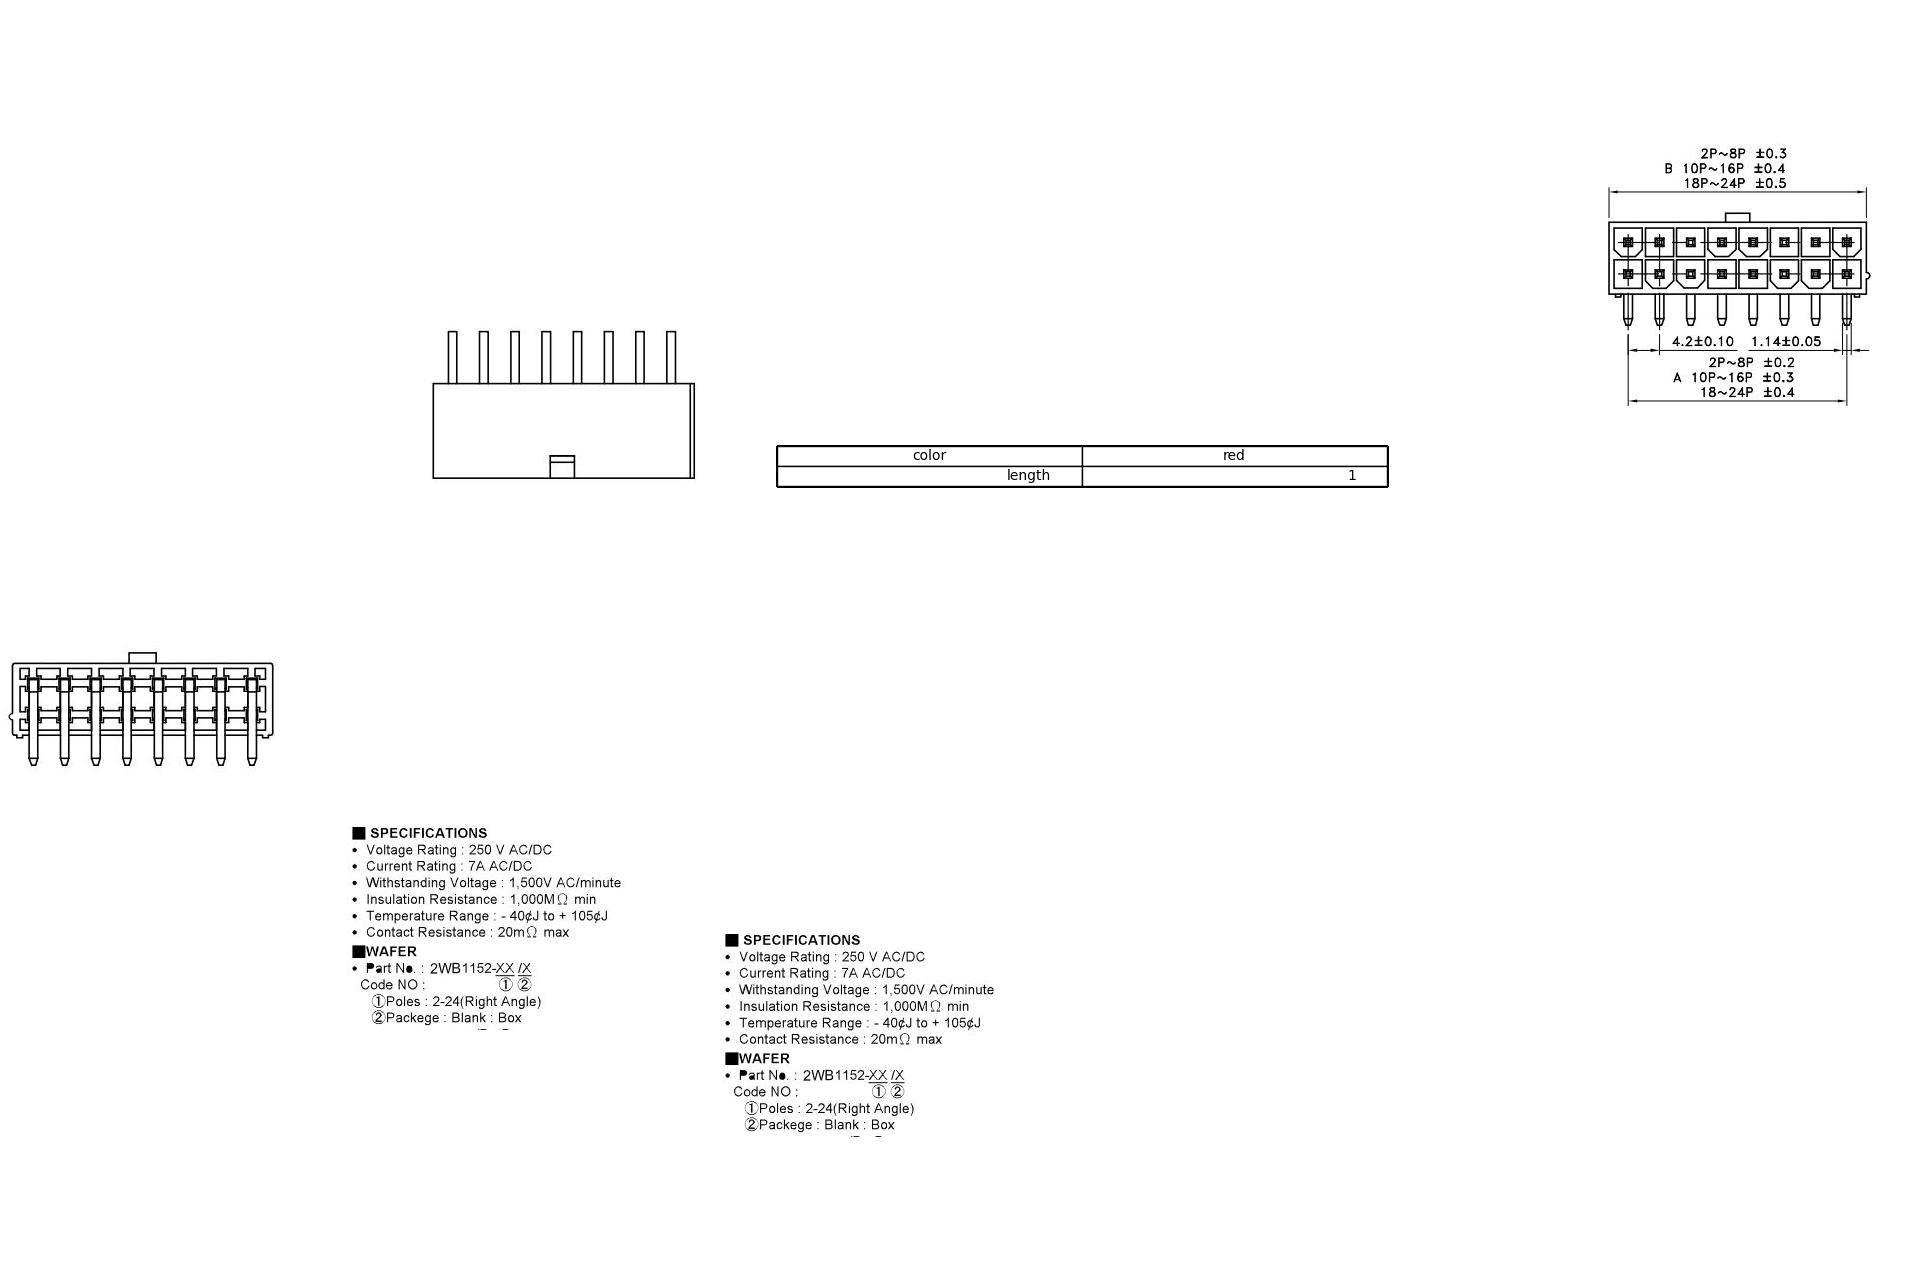 2P~8P ±0.3
B 10P~16P ±0.4
18P~24P ±0.5
4.2±0.10 1.14±0.05
2P~8P ±0.2
A 10P~16P ±0.3
18~24P ±0.4
color red
length 1
■ SPECIFICATIONS
• Voltage Rating : 250 V AC/DC
• Current Rating : 7A AC/DC
• Withstanding Voltage : 1,500V AC/minute
• Insulation Resistance : 1,000MΩ min
• Temperature Range : - 40¢J to + 105¢J
• Contact Resistance : 20mΩ max
■WAFER
• Part No. : 2WB1152-XX /X
Code NO : ① ②
①Poles : 2-24(Right Angle)
②Packege : Blank : Box
■ SPECIFICATIONS
• Voltage Rating : 250 V AC/DC
• Current Rating : 7A AC/DC
• Withstanding Voltage : 1,500V AC/minute
• Insulation Resistance : 1,000MΩ min
• Temperature Range : - 40¢J to + 105¢J
• Contact Resistance : 20mΩ max
■WAFER
• Part No. : 2WB1152-XX /X
Code NO : ① ②
①Poles : 2-24(Right Angle)
②Packege : Blank : Box